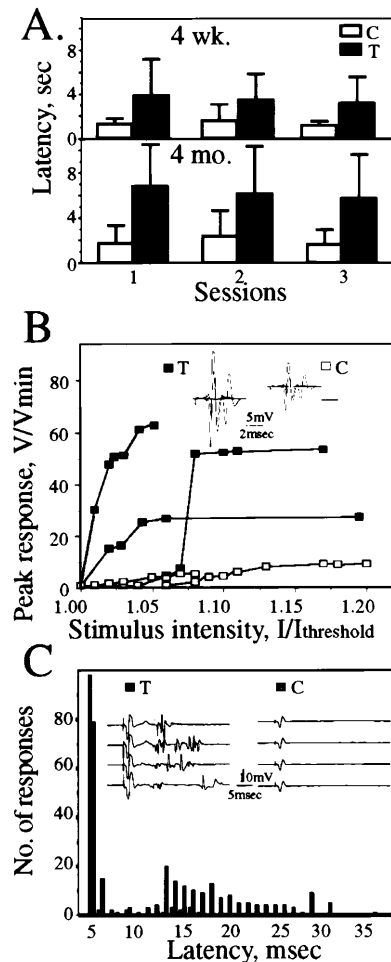 A.
4 wk.
C
T
Latency, sec
8
4
0
4 mo.
8
4
0
1 2 3
Sessions
B
T
C
5mV
2msec
Peak response, V/Vmin
80
60
40
20
0
1.00 1.05 1.10 1.15 1.20
Stimulus intensity, I/Ithreshold
C
T
C
10mV
5msec
No. of responses
80
60
40
20
0
5 10 15 20 25 30 35
Latency, msec